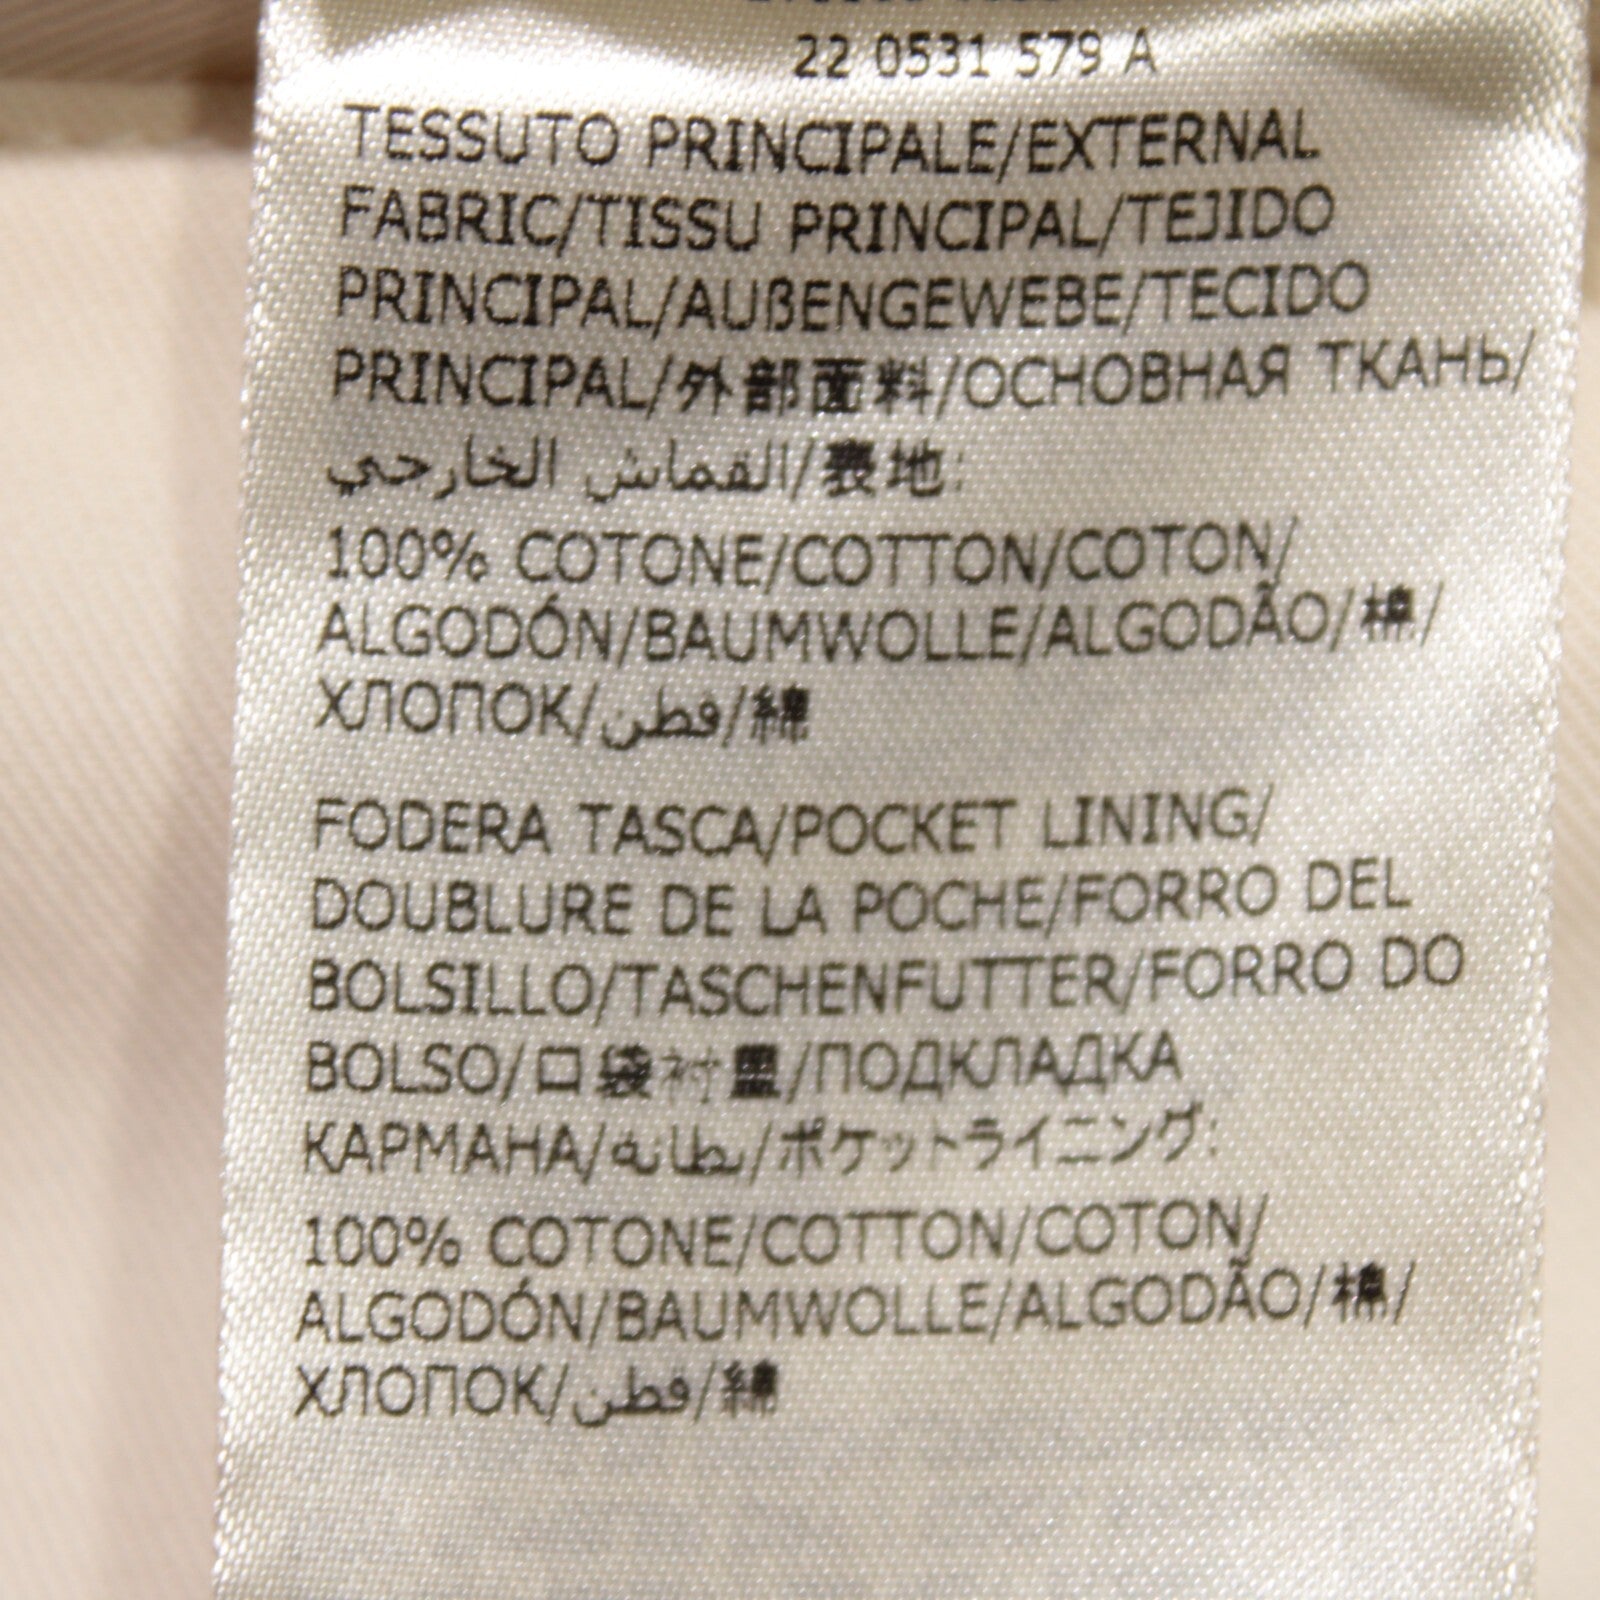 22 0531 579 A
TESSUTO PRINCIPALE/EXTERNAL
FABRIC/TISSU PRINCIPAL/TEJIDO
PRINCIPAL/AUßENGEWEBE/TECIDO
PRINCIPAL/外部面料/ОСНОВНАЯ ТКАНЬ/
القماش الخارجي/表地:
100% COTONE/COTTON/COTON/
ALGODÓN/BAUMWOLLE/ALGODÃO/棉/
ХЛОПОК/قطن/綿
FODERA TASCA/POCKET LINING/
DOUBLURE DE LA POCHE/FORRO DEL
BOLSILLO/TASCHENFUTTER/FORRO DO
BOLSO/口袋衬里/ПОДКЛАДКА
КАРМАНА/بطانه/ポケットライニング:
100% COTONE/COTTON/COTON/
ALGODÓN/BAUMWOLLE/ALGODÃO/棉/
ХЛОПОК/قطن/綿